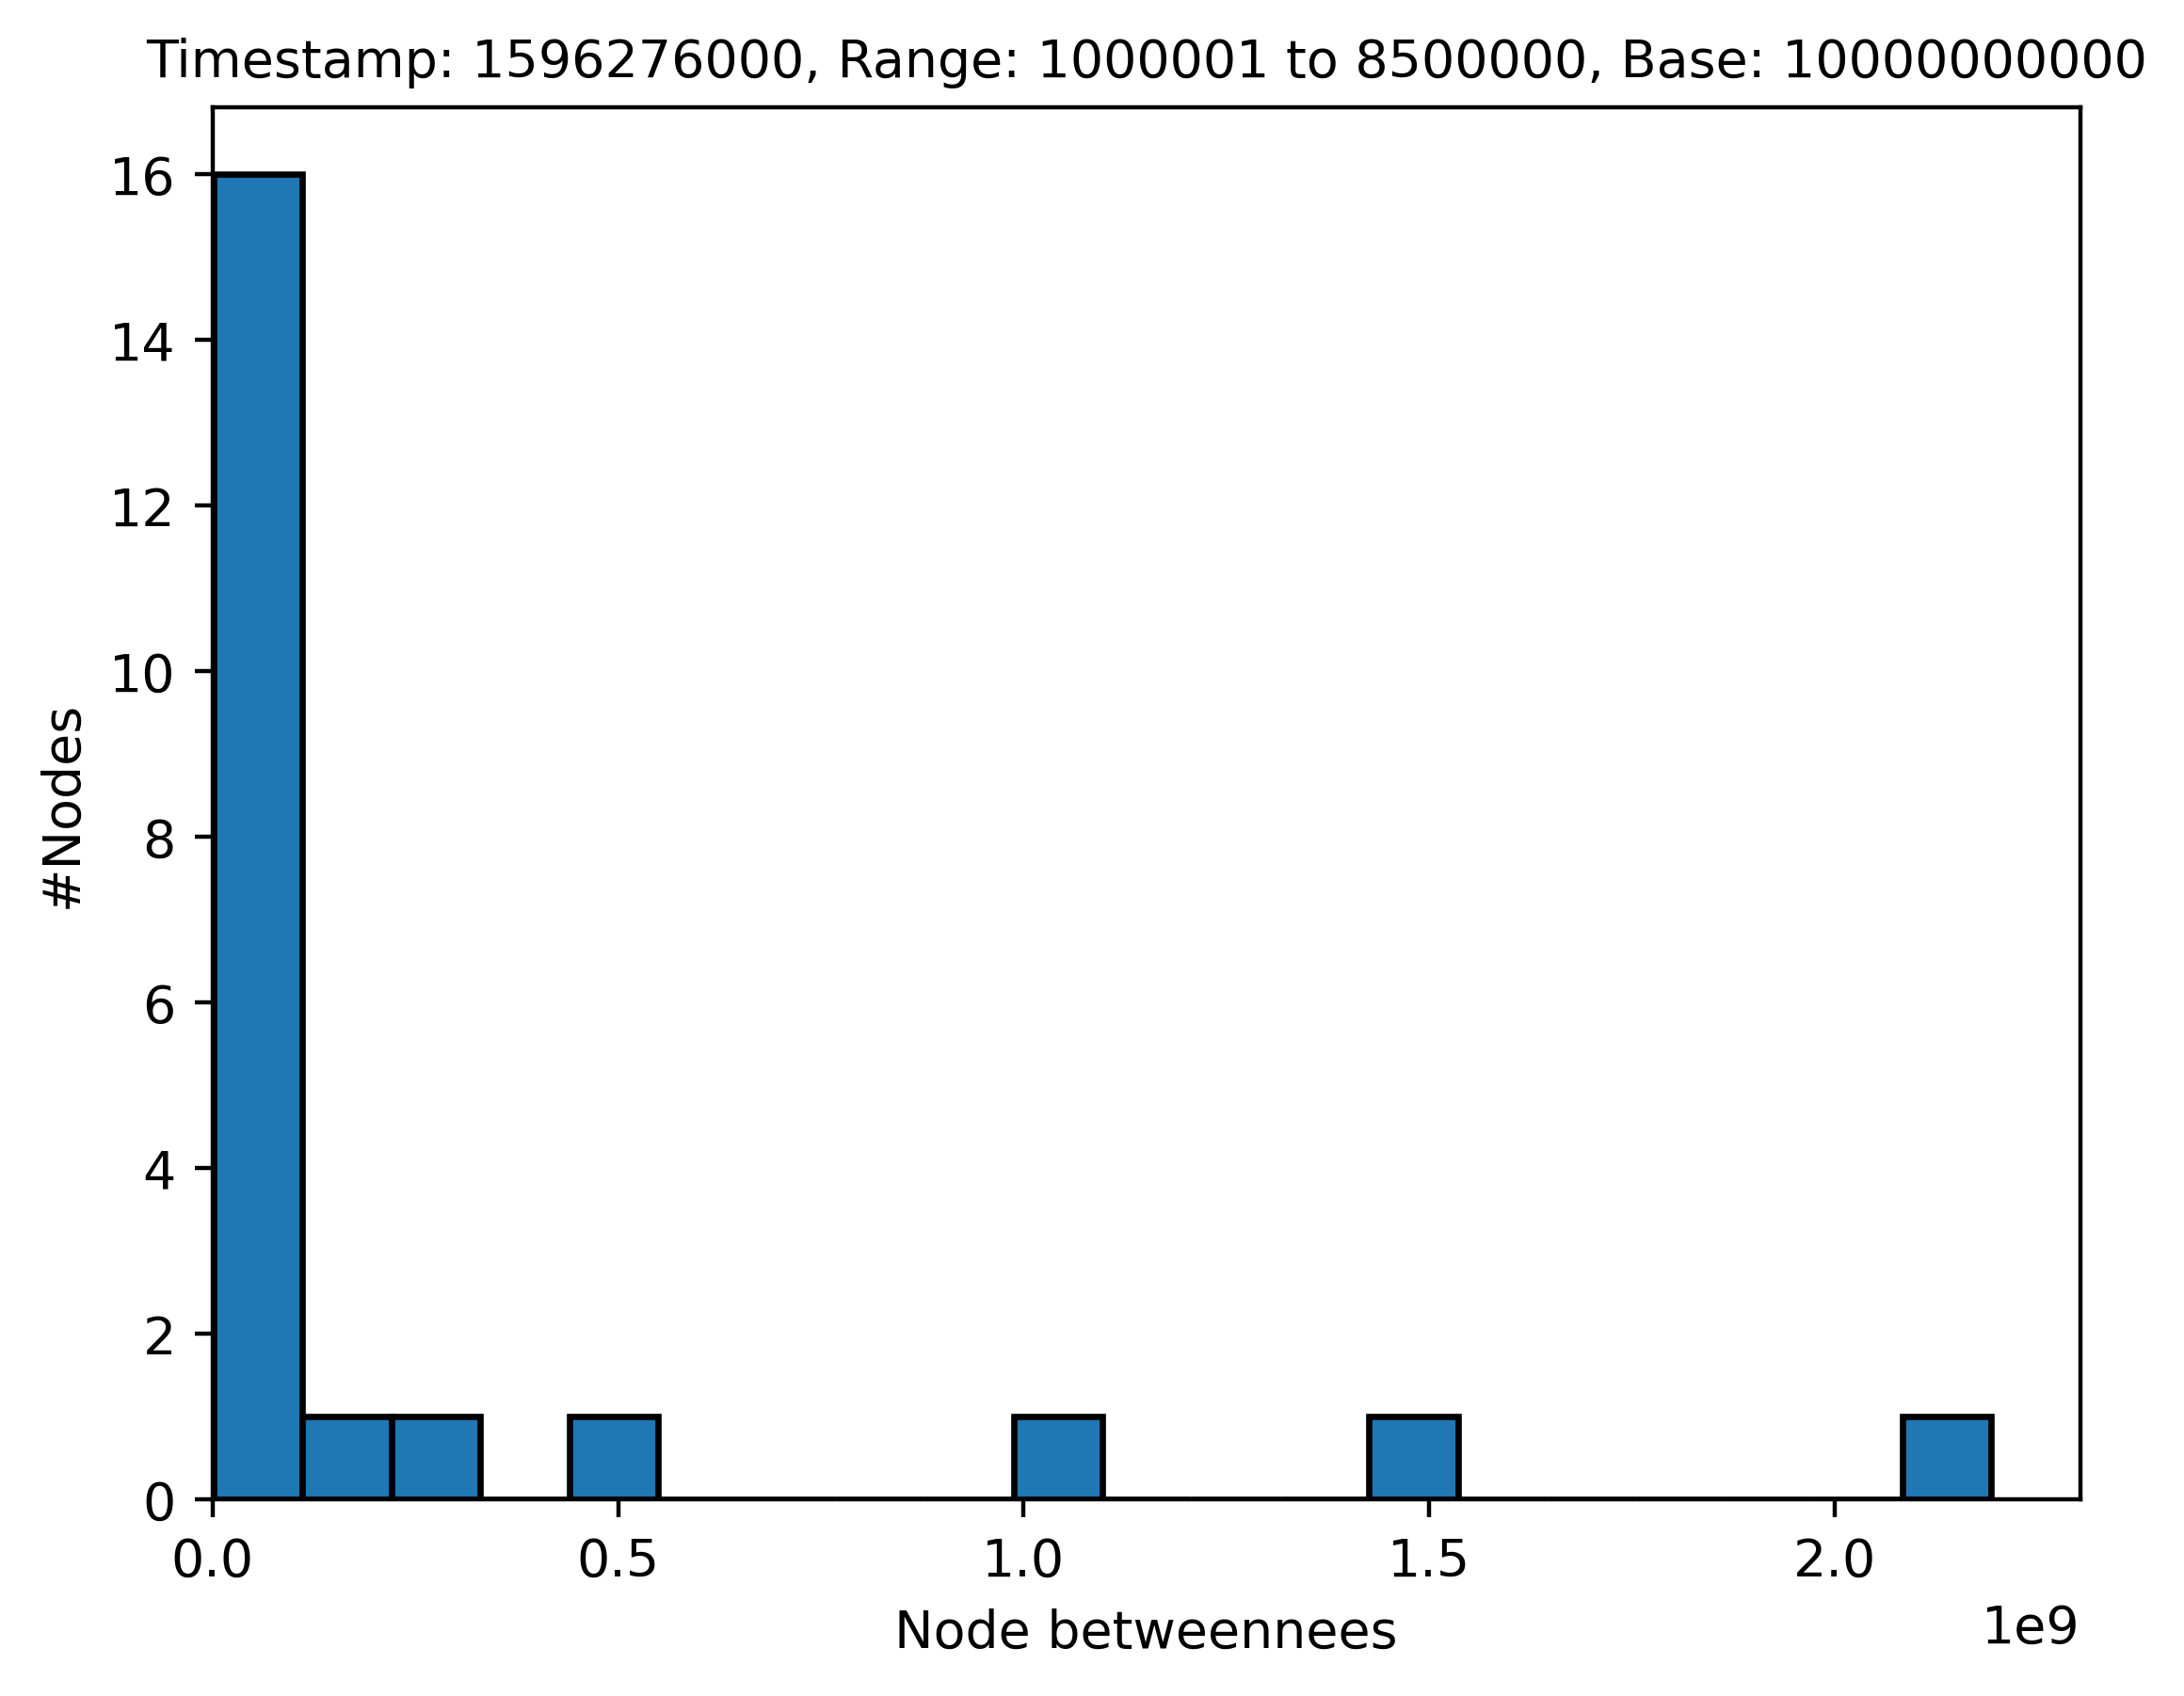 Timestamp: 1596276000, Range: 1000001 to 8500000, Base: 10000000000
16
14
12
10
8
6
4
2
0
#Nodes
0.0 0.5 1.0 1.5 2.0
Node betweennees
1e9